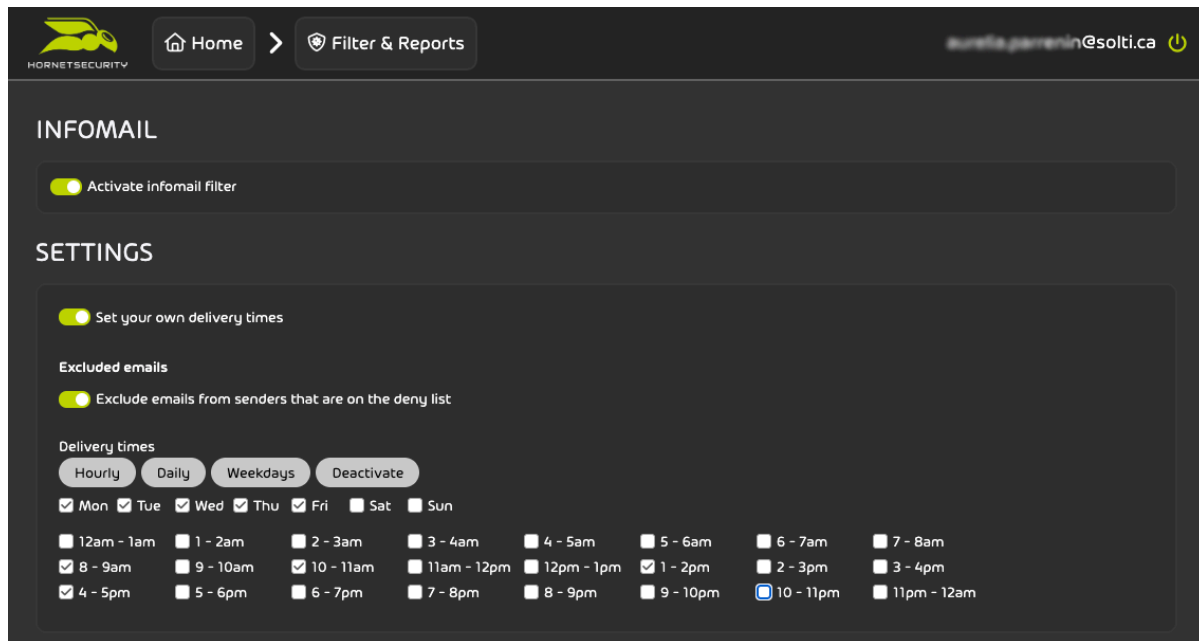 Home Filter & Reports @solti.ca
HORNETSECURITY
INFOMAIL
Activate infomail filter
SETTINGS
Set your own delivery times
Excluded emails
Exclude emails from senders that are on the deny list
Delivery times
Hourly Daily Weekdays Deactivate
Mon Tue Wed Thu Fri Sat Sun
12am - 1am 1 - 2am 2 - 3am 3 - 4am 4 - 5am 5 - 6am 6 - 7am 7 - 8am
8 - 9am 9 - 10am 10 - 11am 11am - 12pm 12pm - 1pm 1 - 2pm 2 - 3pm 3 - 4pm
4 - 5pm 5 - 6pm 6 - 7pm 7 - 8pm 8 - 9pm 9 - 10pm 10 - 11pm 11pm - 12am